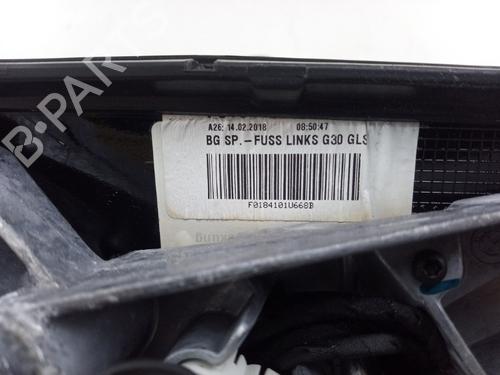 A26: 14.02.2018 08:50:47
BG SP.-FUSS LINKS G30 GLS
F0184101U668B
B-PARTS